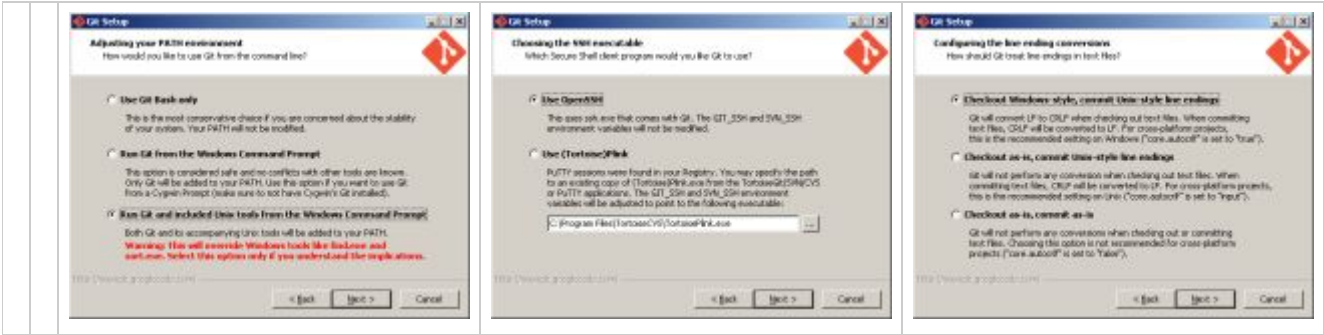 Git Setup
Adjusting your PATH environment
How would you like to use Git from the command line?
Use Git Bash only
This is the most conservative choice if you are concerned about the stability
of your system. Your PATH will not be modified.
Run Git from the Windows Command Prompt
This option is considered safe and no conflicts with other tools are known.
Only Git will be added to your PATH. Use this option if you want to use Git
from a Cygwin Prompt (make sure to not have Cygwin's Git installed).
Run Git and included Unix tools from the Windows Command Prompt
Both Git and its accompanying Unix tools will be added to your PATH.
Warning: This will override Windows tools like find.exe and
sort.exe. Select this option only if you understand the implications.
< Back
Next >
Cancel
Git Setup
Choosing the SSH executable
Which Secure Shell client program would you like Git to use?
Use OpenSSH
This uses ssh.exe that comes with Git. The GIT_SSH and SVN_SSH
environment variables will not be modified.
Use (Tortoise)Plink
PuTTY sessions were found in your Registry. You may specify the path
to an existing copy of (Tortoise)Plink.exe from the TortoiseGit/SVN/CVS
or PuTTY applications. The GIT_SSH and SVN_SSH environment
variables will be adjusted to point to the following executable:
C:\Program Files\TortoiseCVS\TortoisePlink.exe
...
< Back
Next >
Cancel
Git Setup
Configuring the line ending conversions
How should Git treat line endings in text files?
Checkout Windows-style, commit Unix-style line endings
Git will convert LF to CRLF when checking out text files. When committing
text files, CRLF will be converted to LF. For cross-platform projects,
this is the recommended setting on Windows ("core.autocrlf" is set to "true").
Checkout as-is, commit Unix-style line endings
Git will not perform any conversion when checking out text files. When
committing text files, CRLF will be converted to LF. For cross-platform projects,
this is the recommended setting on Unix ("core.autocrlf" is set to "input").
Checkout as-is, commit as-is
Git will not perform any conversions when checking out or committing
text files. Choosing this option is not recommended for cross-platform
projects ("core.autocrlf" is set to "false").
< Back
Next >
Cancel